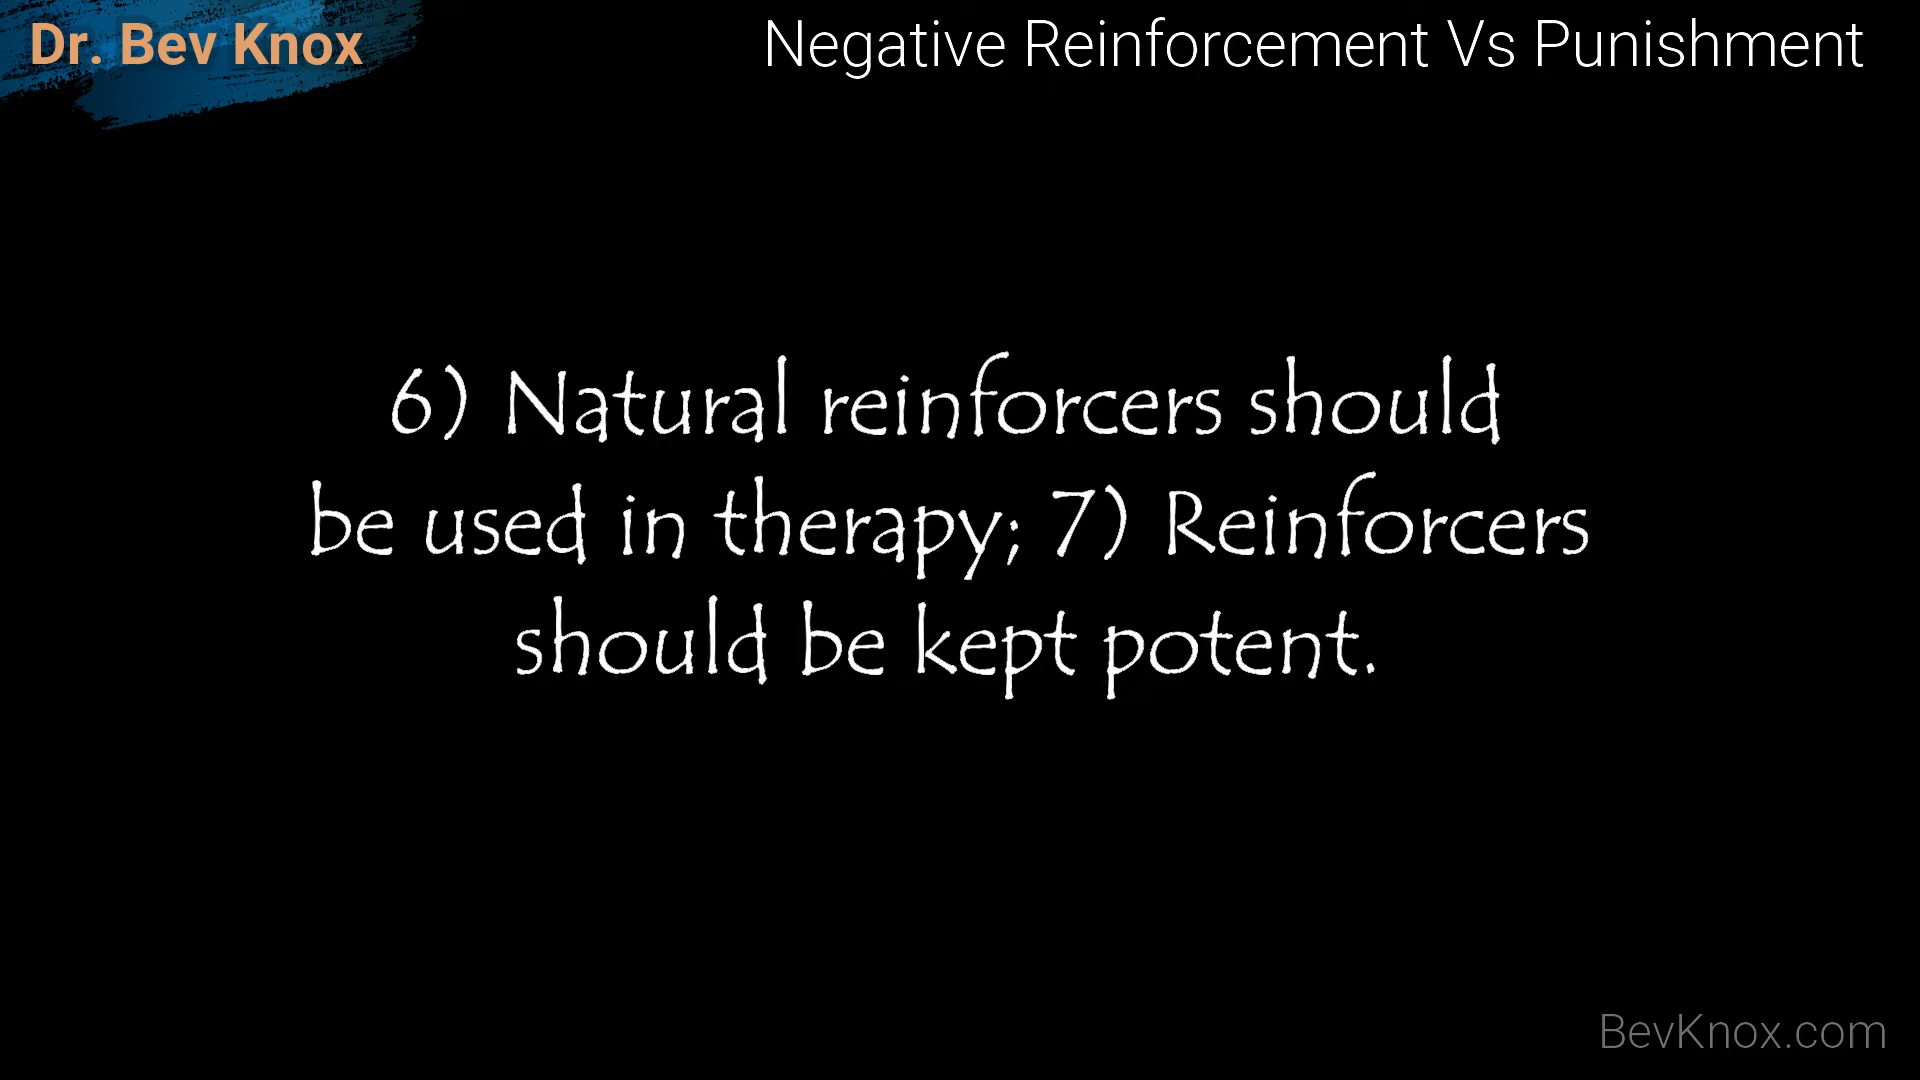 Dr. Bev Knox
Negative Reinforcement Vs Punishment
6) Natural reinforcers should
be used in therapy; 7) Reinforcers
should be kept potent.
BevKnox.com